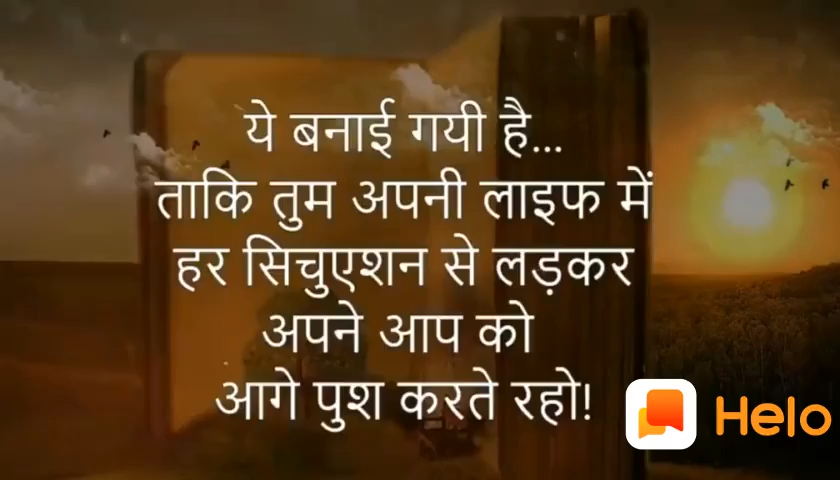 ये बनाई गयी है...
ताकि तुम अपनी लाइफ में
हर सिचुएशन से लड़कर
अपने आप को
आगे पुश करते रहो!
Helo